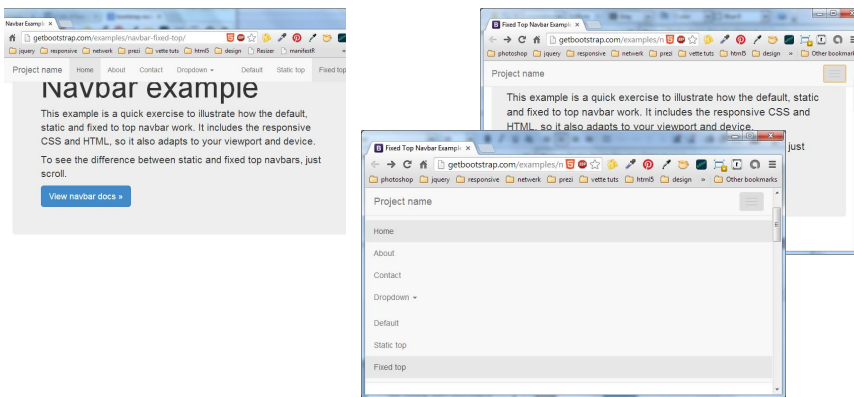 Navbar Exampl ×
getbootstrap.com/examples/navbar-fixed-top/
jquery responsive netwerk prezi vette tuts html5 design Resizer manifestR »
Project name Home About Contact Dropdown Default Static top Fixed top
Navbar example
This example is a quick exercise to illustrate how the default,
static and fixed to top navbar work. It includes the responsive
CSS and HTML, so it also adapts to your viewport and device.
To see the difference between static and fixed top navbars, just
scroll.
View navbar docs »
Fixed Top Navbar Exampl ×
getbootstrap.com/examples/n
photoshop jquery responsive netwerk prezi vette tuts html5 design » Other bookmark
Project name
This example is a quick exercise to illustrate how the default,
static and fixed to top navbar work. It includes the responsive
HTML, so it also adapts to your viewport and device.
just
Fixed Top Navbar Exampl ×
getbootstrap.com/examples/n
photoshop jquery responsive netwerk prezi vette tuts html5 design » Other bookmarks
Project name
Home
About
Contact
Dropdown
Default
Static top
Fixed top